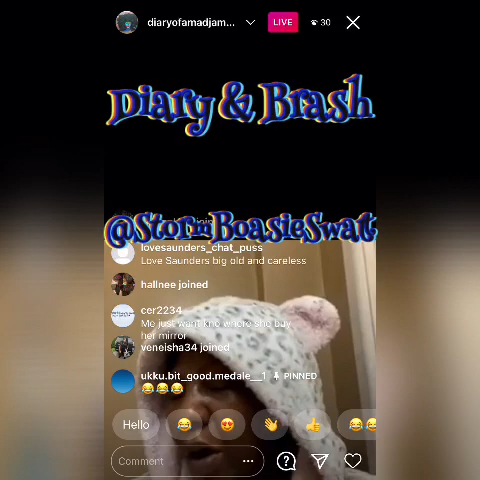 diaryofamadjam...
LIVE
30
Diary & Brash
@StormBoasieSwatt
lovesaunders_chat_puss
Love Saunders big old and careless
hallnee joined
cer2234
Me just want kno where she buy
her mirror
veneisha34 joined
ukku.bit_good.medale__1 PINNED
😂😂😂
Hello 😂 😍 👋 👍 😂😂
Comment